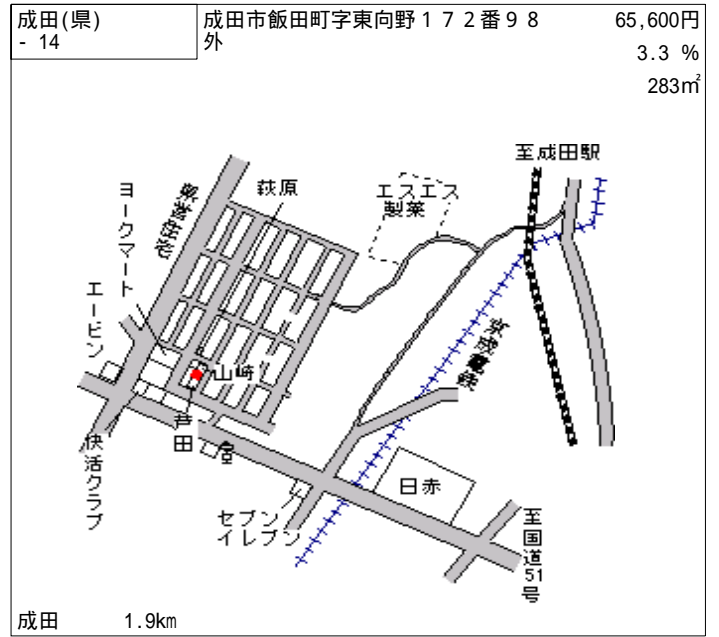 成田(県)
- 14
成田市飯田町字東向野１７２番９８
外
65,600円
3.3 %
283㎡
至成田駅
萩原
エスエス
製薬
ヨークマート
エービン
京成電鉄
山崎
芦田
快活クラブ
日赤
セブン
イレブン
至国道51号
成田 1.9km